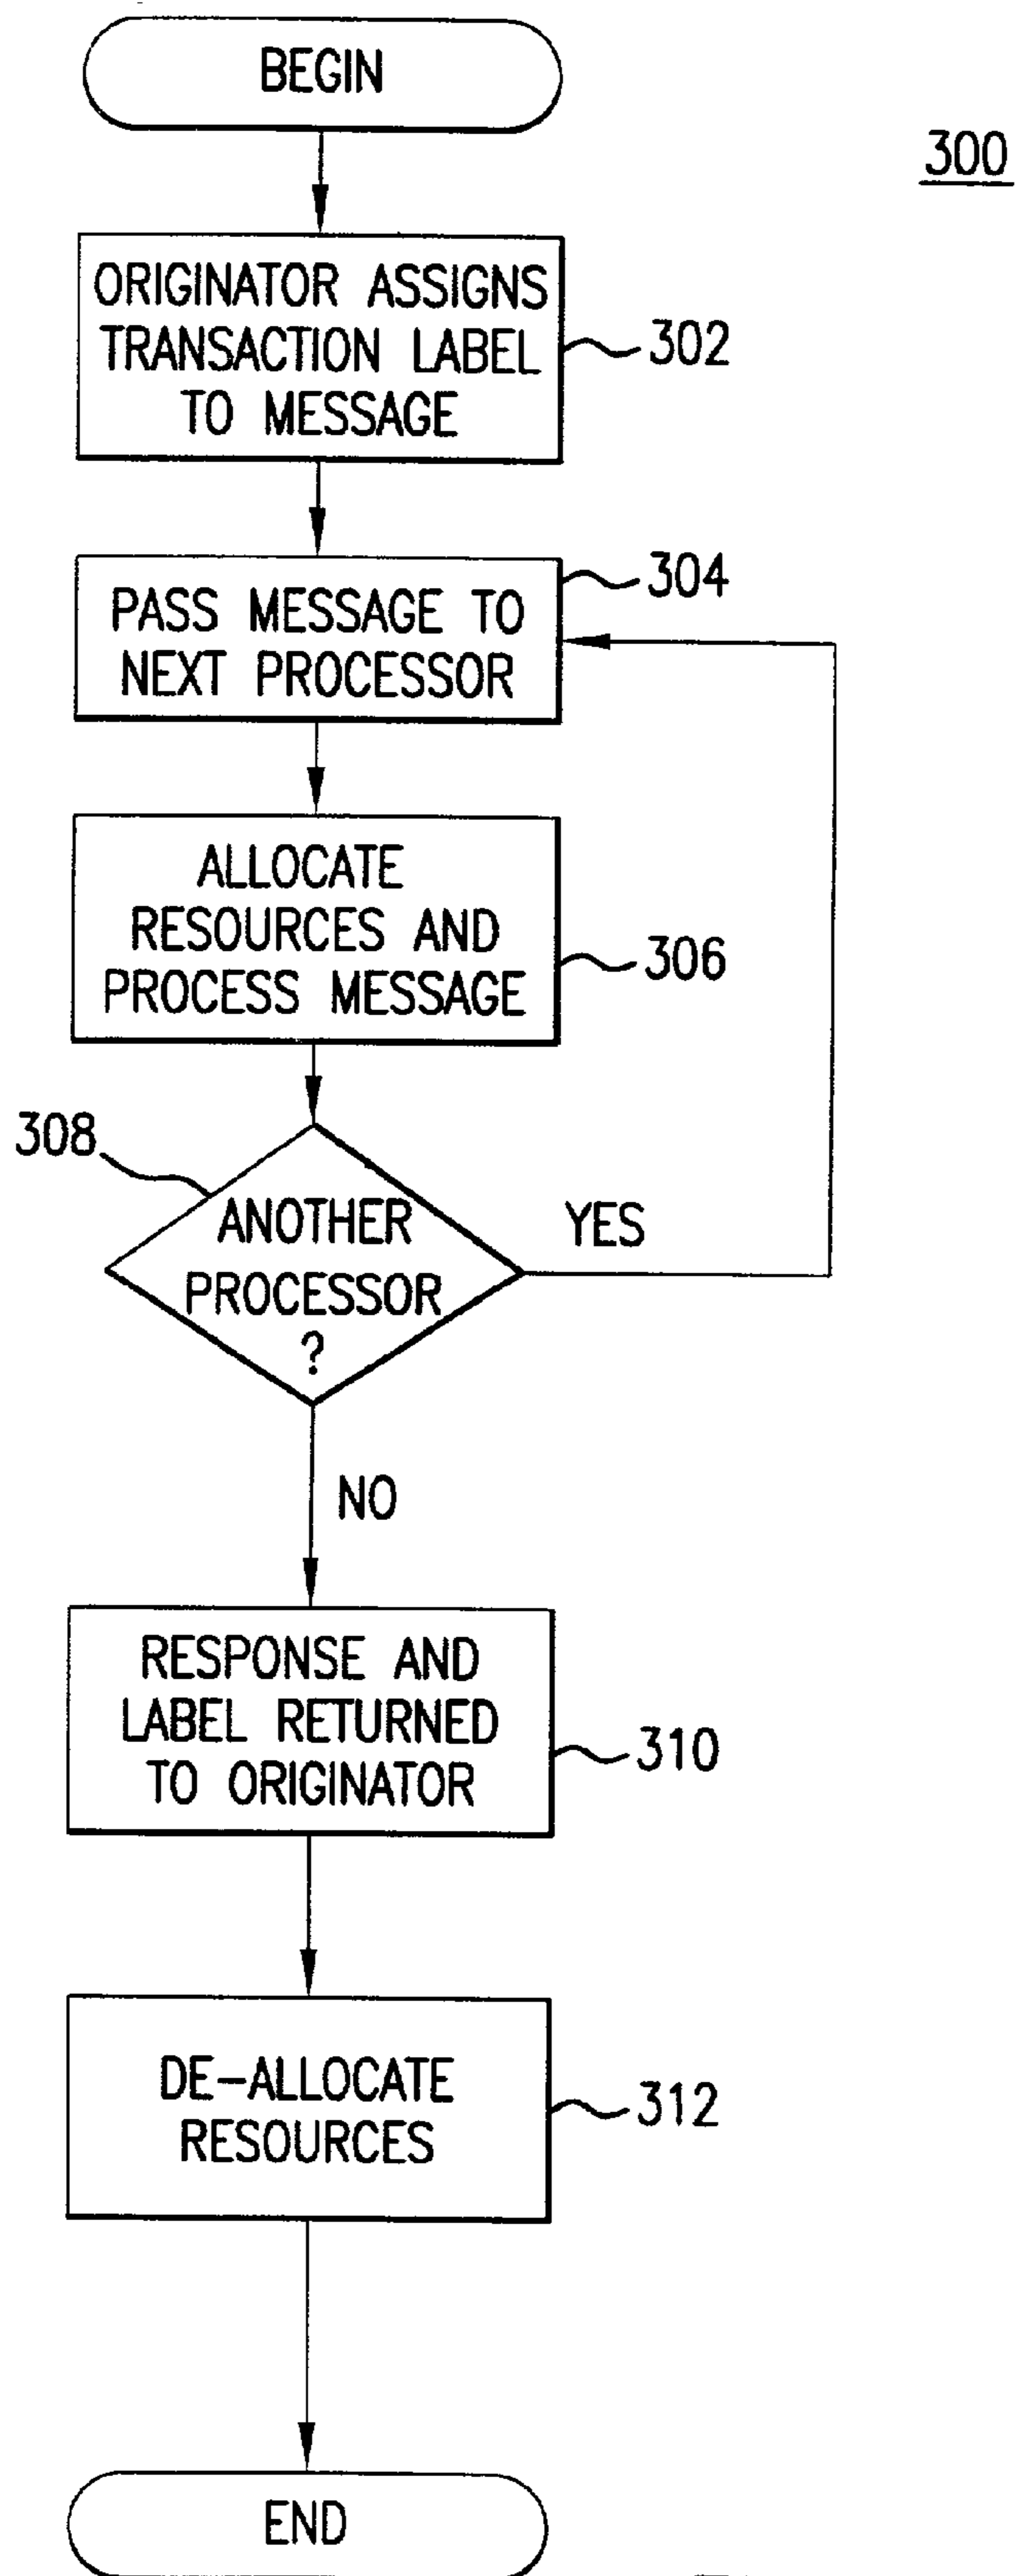 BEGIN
300
ORIGINATOR ASSIGNS
TRANSACTION LABEL
TO MESSAGE
302
304
PASS MESSAGE TO
NEXT PROCESSOR
ALLOCATE
RESOURCES AND
PROCESS MESSAGE
306
308
ANOTHER
PROCESSOR
?
YES
NO
RESPONSE AND
LABEL RETURNED
TO ORIGINATOR
310
DE-ALLOCATE
RESOURCES
312
END